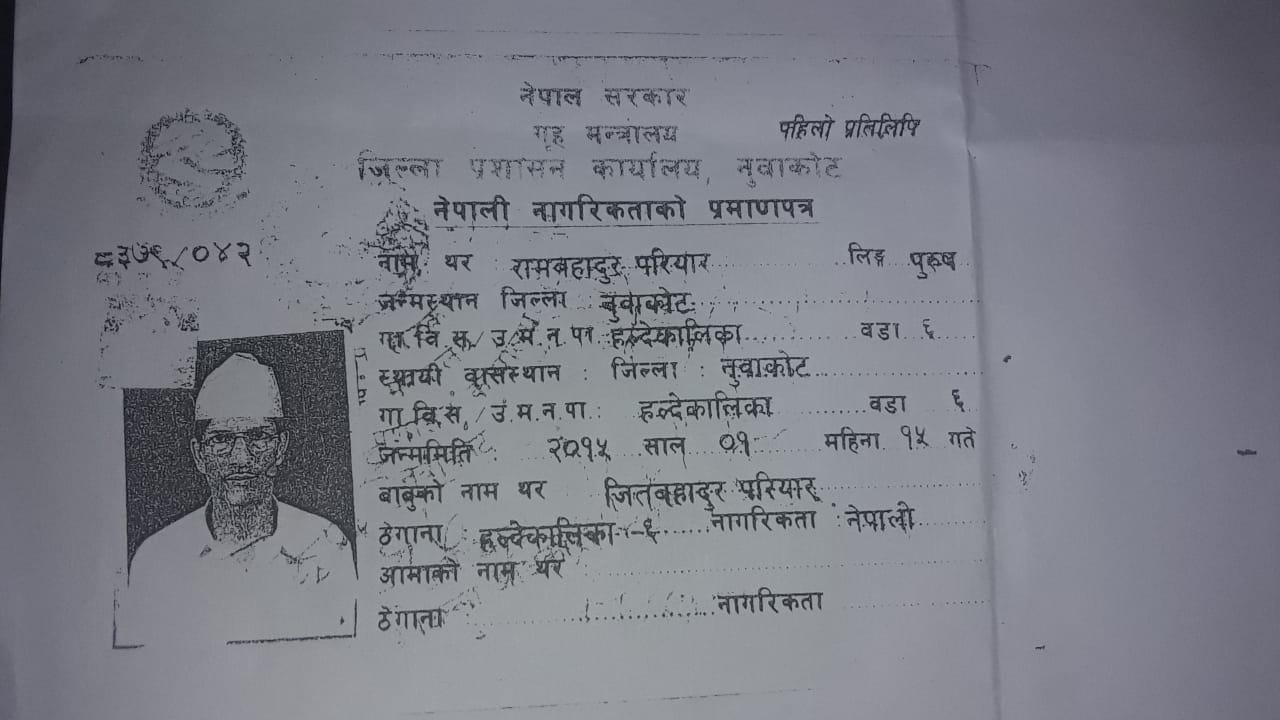 नेपाल सरकार
गृह मन्त्रालय
पहिलो प्रतिलिपि
जिल्ला प्रशासन कार्यालय, नुवाकोट
नेपाली नागरिकताको प्रमाणपत्र
८३७९/०४३
नाम थर : रामबहादुर परियार लिङ्ग पुरुष
जन्मस्थान जिल्ला : नुवाकोट
गा.वि.स./उ.म.न.पा हल्देकालिका वडा ६
स्थायी वासस्थान : जिल्ला : नुवाकोट
गा.वि.स./उ.म.न.पा. : हल्देकालिका वडा ६
जन्ममिति : २०१५ साल ०१ महिना १५ गते
बाबुको नाम थर जितबहादुर परियार
ठेगाना : हल्देकालिका -६ नागरिकता : नेपाली
आमाको नाम थर
ठेगाना नागरिकता